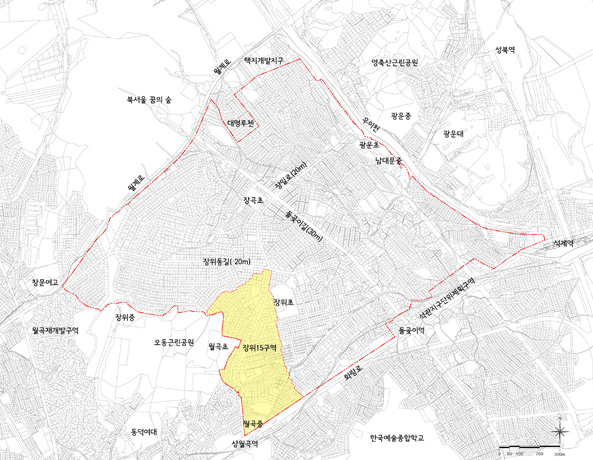 성북역
택지개발지구
영축산근린공원
월계로
북서울 꿈의 숲
대명루첸
우이천
광운중
광운대
광운초
남대문중
장월로(20m)
월계로
장곡초
돌곶이길(30m)
석계역
장위동길( 20m)
창문여고
석관지구단위계획구역
장위초
장위중
월곡재개발구역
오동근린공원
월곡초
장위15구역
돌곶이역
화랑로
월곡중
동덕여대
상월곡역
한국예술종합학교
0 50 100 200 300m